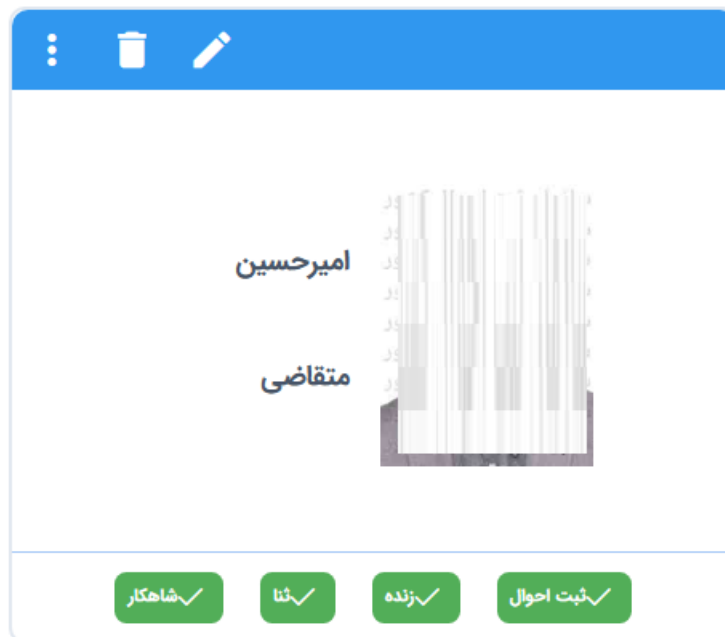 امیرحسین
متقاضی
ثبت احوال
زنده
ثنا
شاهکار